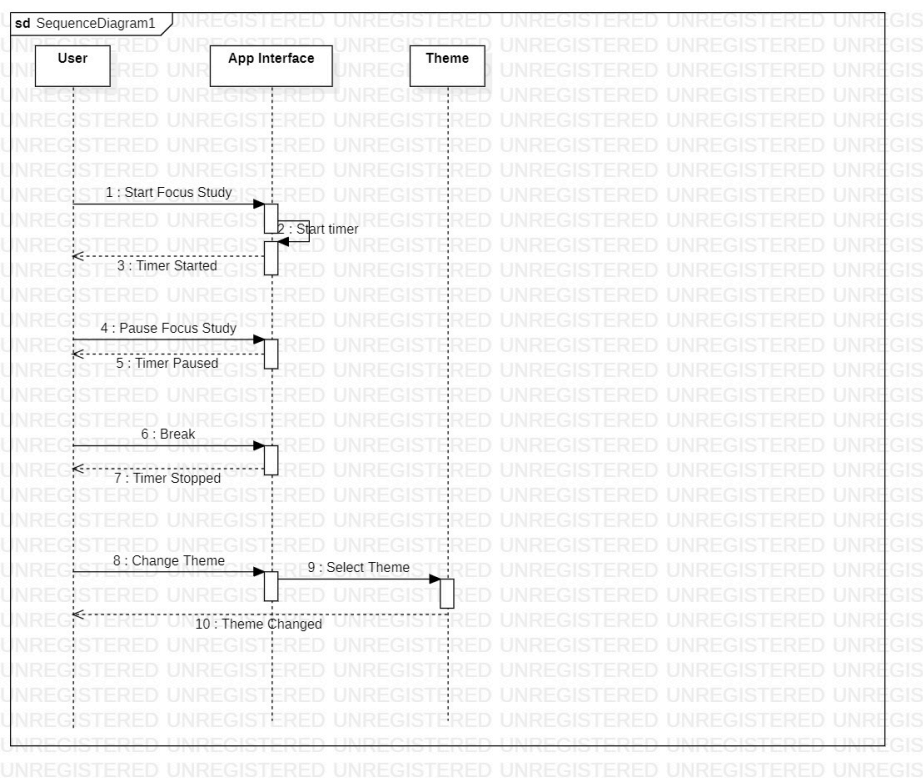 sd SequenceDiagram1
User
App Interface
Theme
1 : Start Focus Study
2 : Start timer
3 : Timer Started
4 : Pause Focus Study
5 : Timer Paused
6 : Break
7 : Timer Stopped
8 : Change Theme
9 : Select Theme
10 : Theme Changed
UNREGISTERED